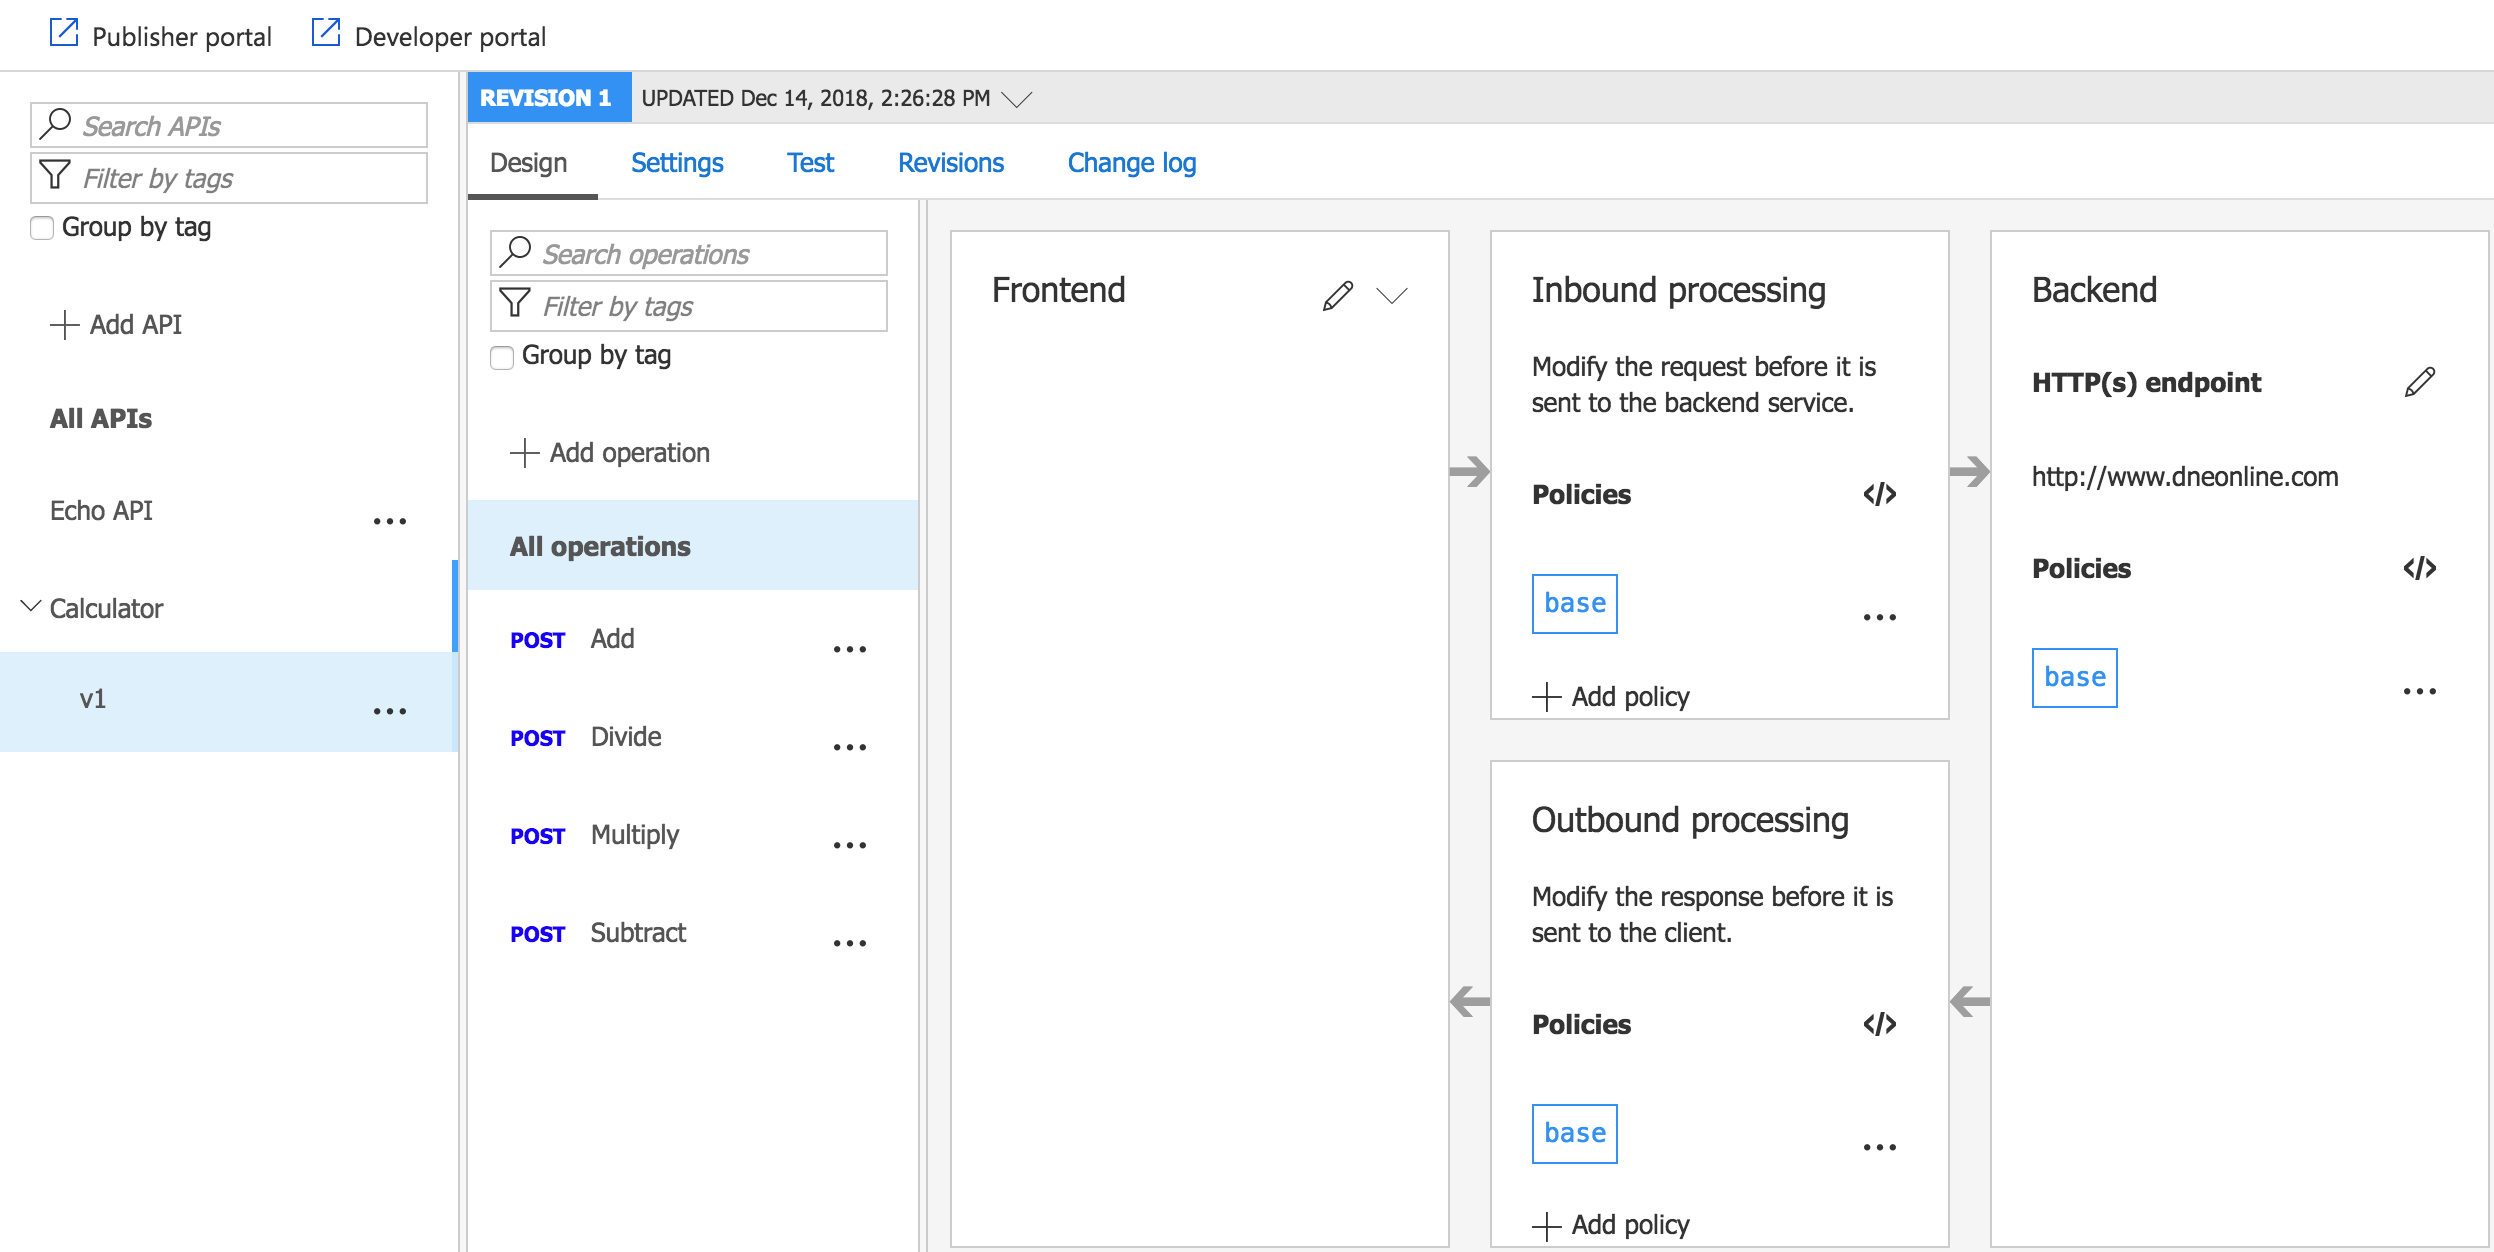 Publisher portal
Developer portal
Search APIs
Filter by tags
Group by tag
Add API
All APIs
Echo API
Calculator
v1
REVISION 1 UPDATED Dec 14, 2018, 2:26:28 PM
Design Settings Test Revisions Change log
Search operations
Filter by tags
Group by tag
Add operation
All operations
POST Add
POST Divide
POST Multiply
POST Subtract
Frontend
Inbound processing
Modify the request before it is
sent to the backend service.
Policies </>
base
Add policy
Outbound processing
Modify the response before it is
sent to the client.
Policies </>
base
Add policy
Backend
HTTP(s) endpoint
http://www.dneonline.com
Policies </>
base